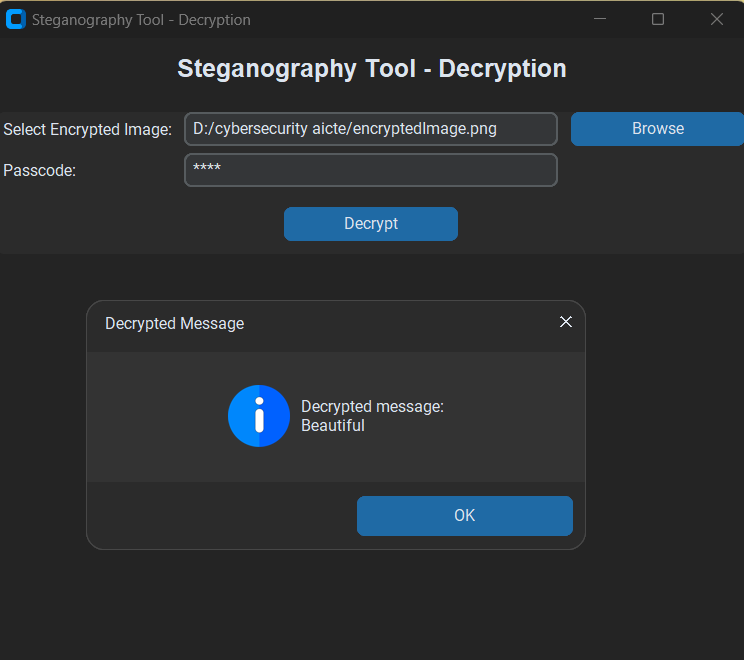 Steganography Tool - Decryption
Steganography Tool - Decryption
Select Encrypted Image: D:/cybersecurity aicte/encryptedImage.png Browse
Passcode: ****
Decrypt
Decrypted Message
Decrypted message:
Beautiful
OK